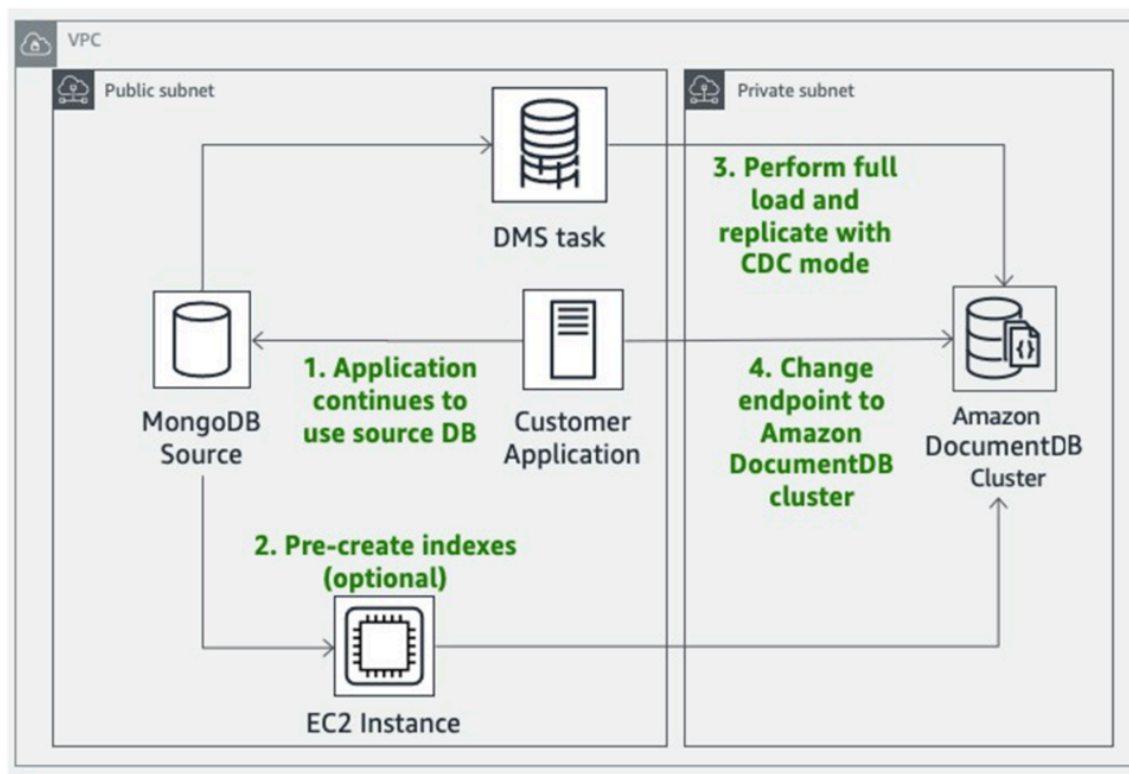 VPC
Public subnet
Private subnet
DMS task
3. Perform full
load and
replicate with
CDC mode
MongoDB
Source
1. Application
continues to
use source DB
Customer
Application
4. Change
endpoint to
Amazon
DocumentDB
cluster
{}
Amazon
DocumentDB
Cluster
2. Pre-create indexes
(optional)
EC2 Instance